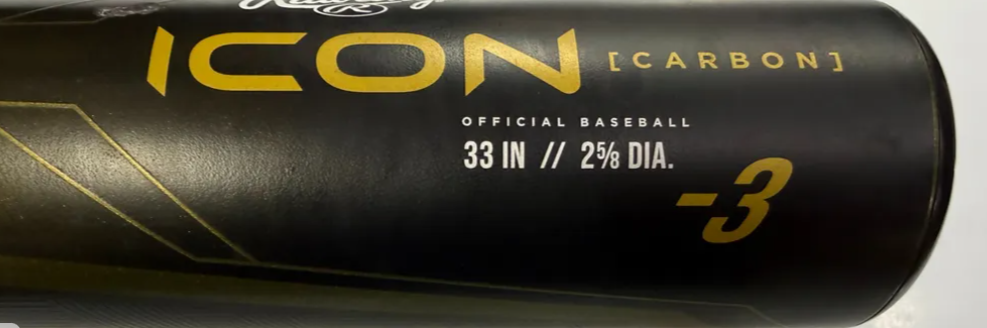 ICON [CARBON]
OFFICIAL BASEBALL
33 IN // 2⅝ DIA.
-3